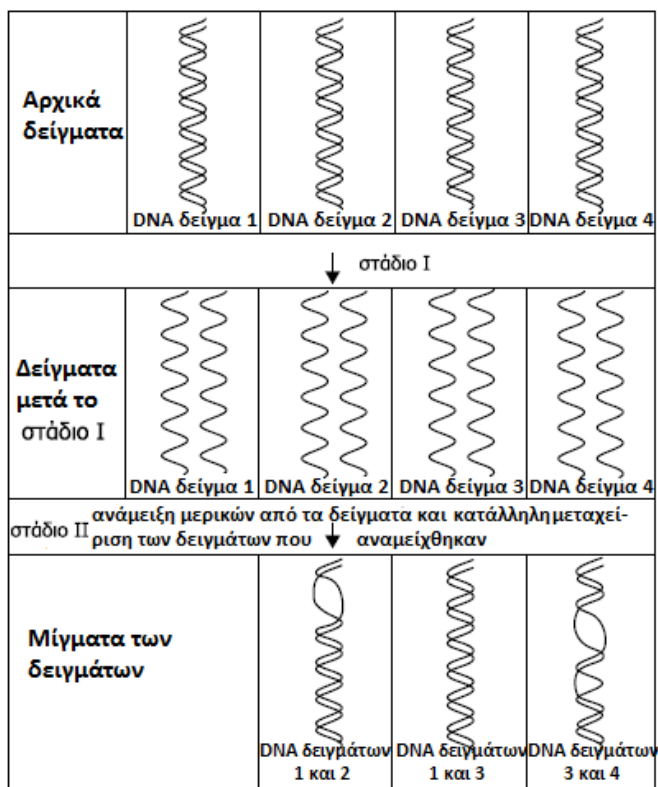 Αρχικά
δείγματα
DNA δείγμα 1
DNA δείγμα 2
DNA δείγμα 3
DNA δείγμα 4
στάδιο Ι
Δείγματα
μετά το
στάδιο Ι
DNA δείγμα 1
DNA δείγμα 2
DNA δείγμα 3
DNA δείγμα 4
στάδιο ΙΙ
ανάμειξη μερικών από τα δείγματα και κατάλληλη μεταχεί-
ριση των δειγμάτων που αναμείχθηκαν
Μίγματα των
δειγμάτων
DNA δειγμάτων
1 και 2
DNA δειγμάτων
1 και 3
DNA δειγμάτων
3 και 4